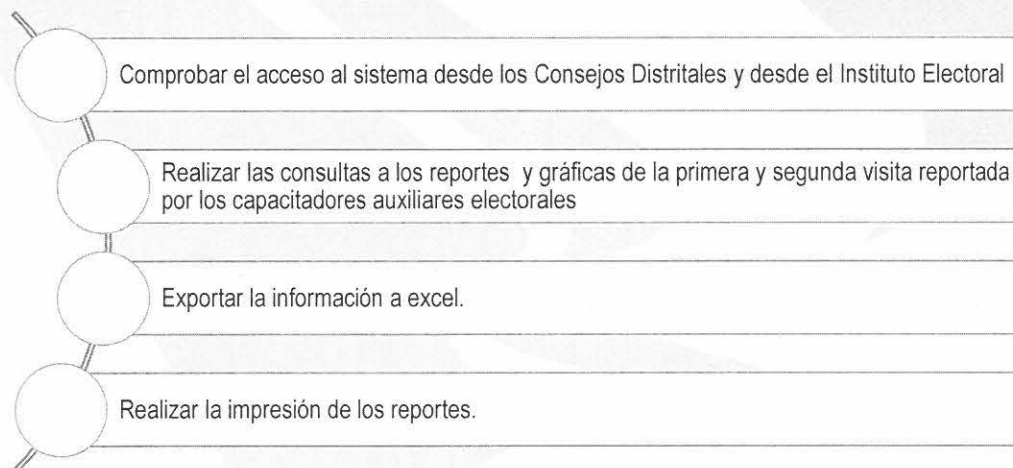 Comprobar el acceso al sistema desde los Consejos Distritales y desde el Instituto Electoral
Realizar las consultas a los reportes y gráficas de la primera y segunda visita reportada
por los capacitadores auxiliares electorales
Exportar la información a excel.
Realizar la impresión de los reportes.